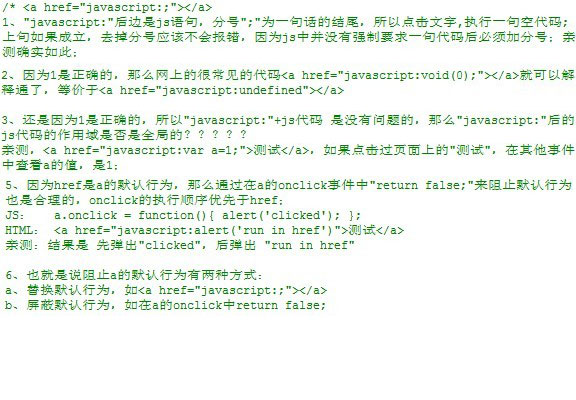 /* <a href="javascript:;"></a>
1、"javascript:"后边是js语句，分号";"为一句话的结尾，所以点击文字,执行一句空代码；
上句如果成立，去掉分号应该不会报错，因为js中并没有强制要求一句代码后必须加分号；亲
测确实如此；
2、因为1是正确的，那么网上的很常见的代码<a href="javascript:void(0);"></a>就可以解
释通了，等价于<a href="javascript:undefined"></a>
3、还是因为1是正确的，所以"javascript:"+js代码 是没有问题的，那么"javascript:"后的
js代码的作用域是否是全局的？？？？？
亲测，<a href="javascript:var a=1;">测试</a>，如果点击过页面上的"测试"，在其他事件
中查看a的值，是1；
5、因为href是a的默认行为，那么通过在a的onclick事件中"return false;"来阻止默认行为
也是合理的，onclick的执行顺序优先于href；
JS: a.onclick = function(){ alert('clicked'); };
HTML: <a href="javascript:alert('run in href')">测试</a>
亲测：结果是 先弹出"clicked"，后弹出 "run in href"
6、也就是说阻止a的默认行为有两种方式：
a、替换默认行为，如<a href="javascript:;"></a>
b、屏蔽默认行为，如在a的onclick中return false;